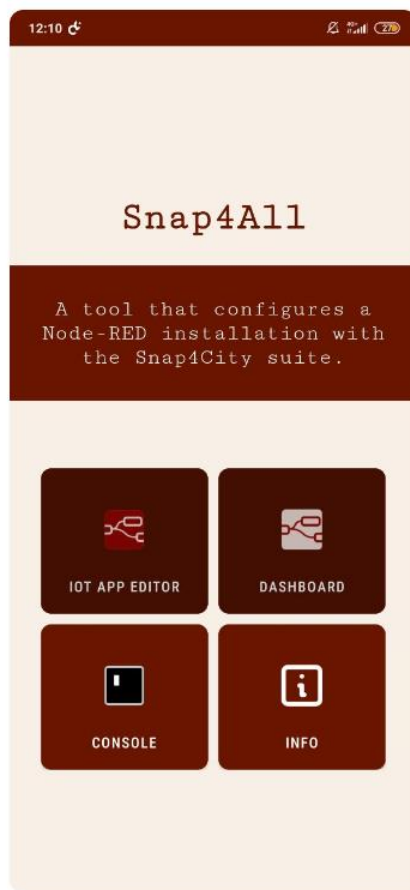 12:10
27
Snap4All
A tool that configures a
Node-RED installation with
the Snap4City suite.
IOT APP EDITOR
DASHBOARD
CONSOLE
INFO